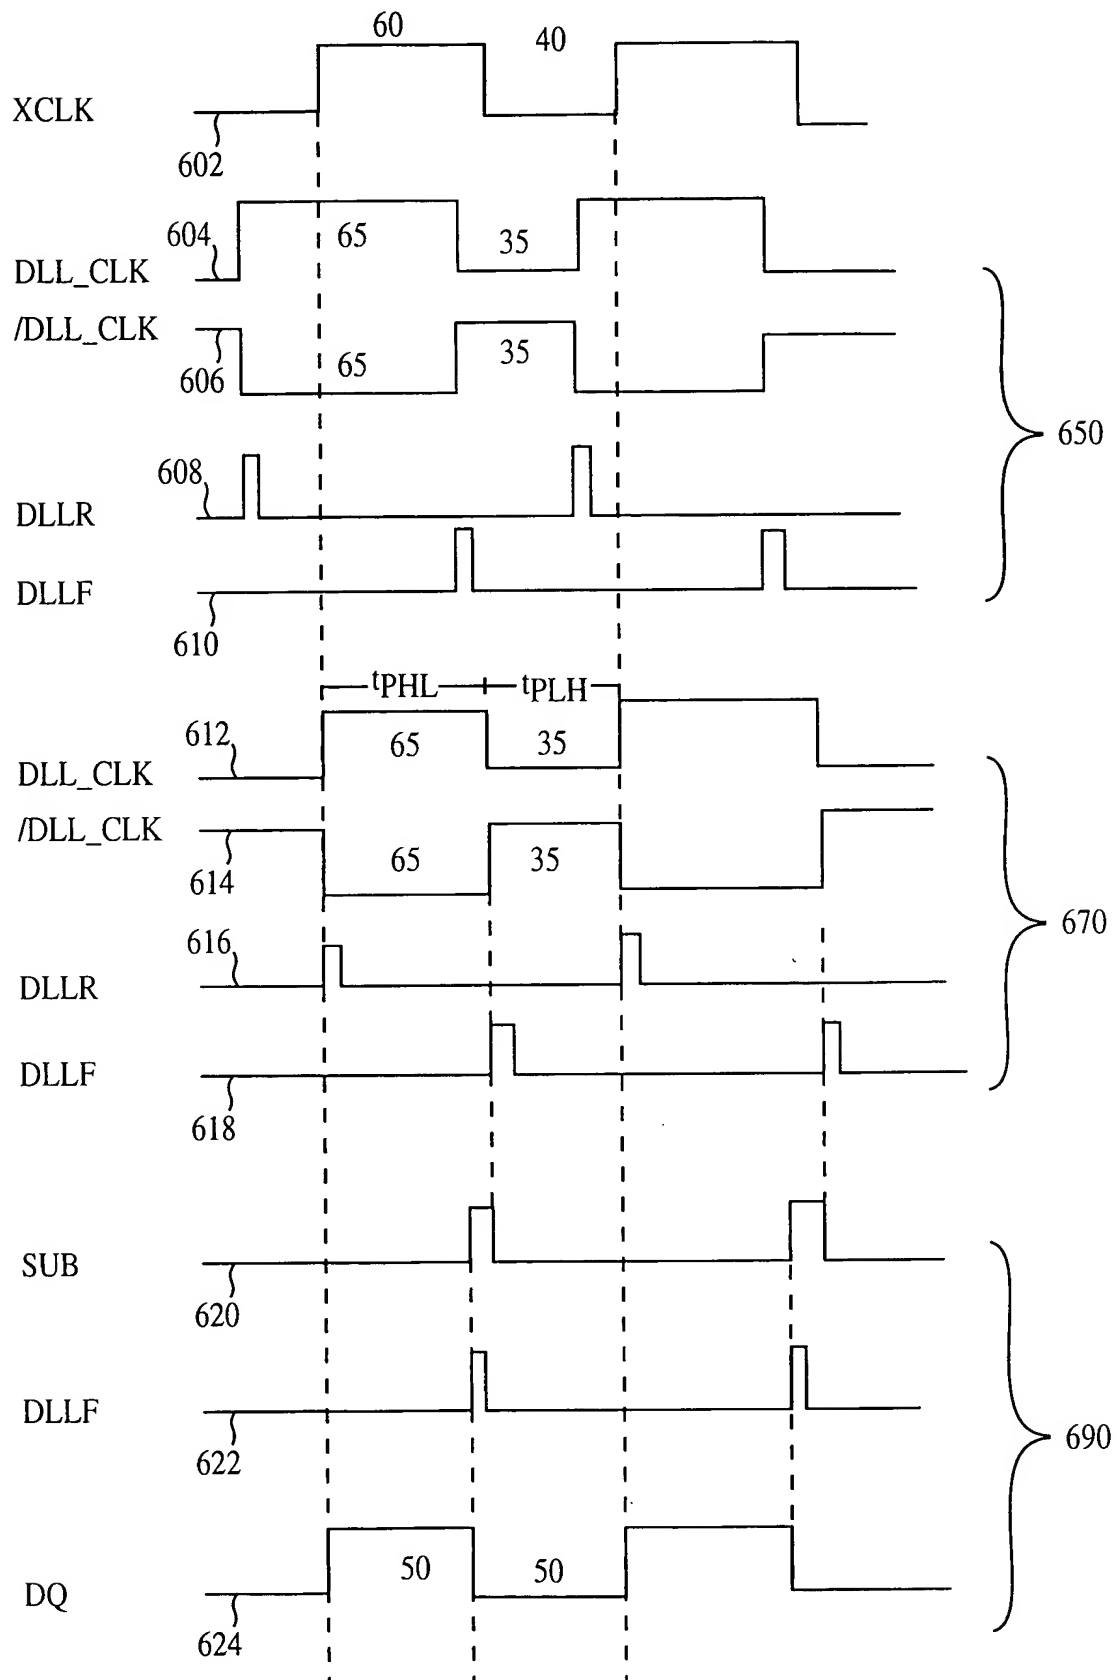 60
40
XCLK
602
604
65
35
DLL_CLK
/DLL_CLK
65
35
606
650
608
DLLR
DLLF
610
tPHL
tPLH
612
65
35
DLL_CLK
/DLL_CLK
65
35
614
670
616
DLLR
DLLF
618
SUB
620
DLLF
622
690
50
50
DQ
624